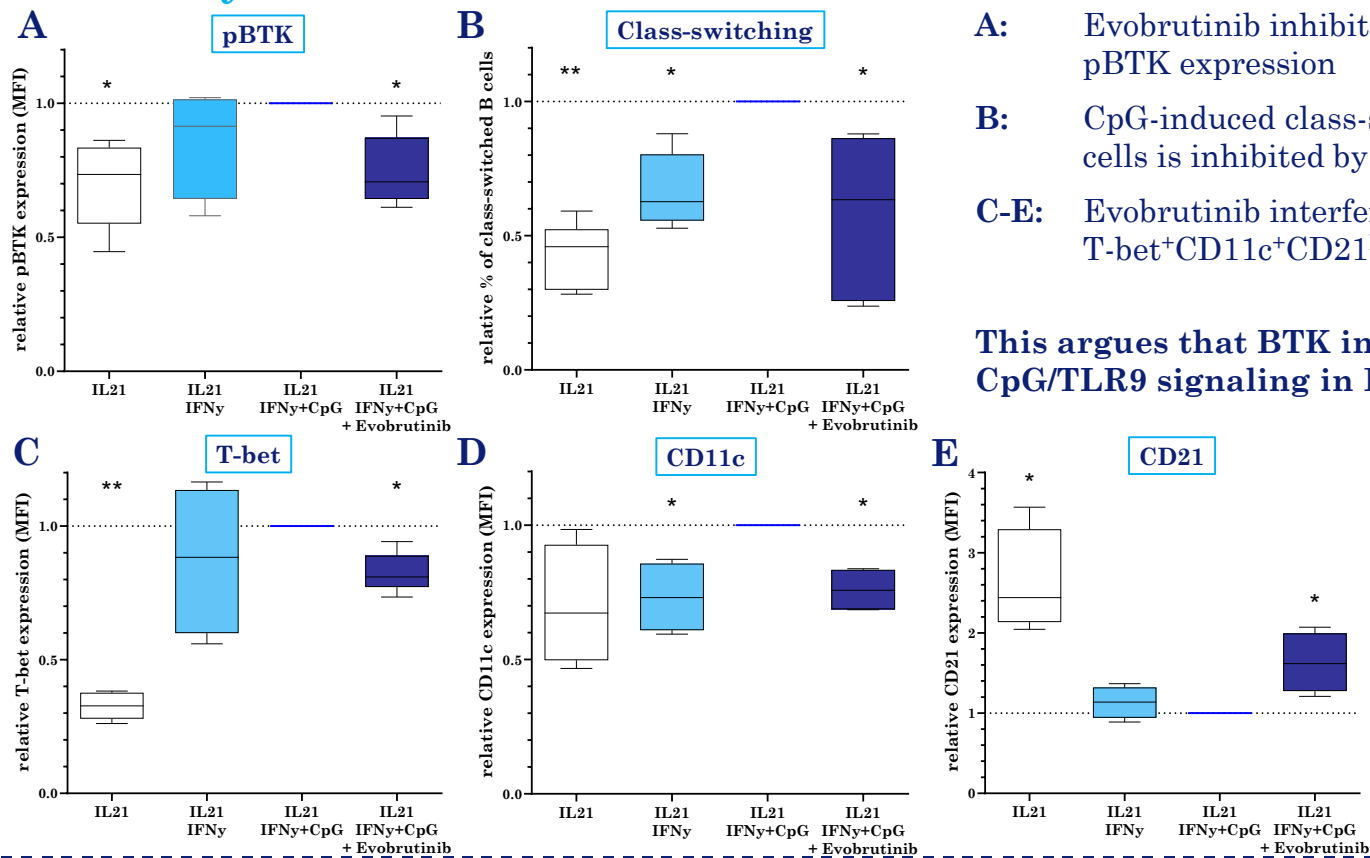 A
pBTK
relative pBTK expression (MFI)
1.0
0.5
0.0
*
*
IL21
IL21
IFNy
IL21
IFNy+CpG
IL21
IFNy+CpG
+ Evobrutinib
B
Class-switching
relative % of class-switched B cells
1.0
0.5
0.0
**
*
*
IL21
IL21
IFNy
IL21
IFNy+CpG
IL21
IFNy+CpG
+ Evobrutinib
A: Evobrutinib inhibit
pBTK expression
B: CpG-induced class-s
cells is inhibited by
C-E: Evobrutinib interfe
T-bet⁺CD11c⁺CD21
This argues that BTK in
CpG/TLR9 signaling in
C
T-bet
relative T-bet expression (MFI)
1.0
0.5
0.0
**
*
IL21
IL21
IFNy
IL21
IFNy+CpG
IL21
IFNy+CpG
+ Evobrutinib
D
CD11c
relative CD11c expression (MFI)
1.0
0.5
0.0
*
*
IL21
IL21
IFNy
IL21
IFNy+CpG
IL21
IFNy+CpG
+ Evobrutinib
E
CD21
relative CD21 expression (MFI)
4
3
2
1
0
*
*
IL21
IL21
IFNy
IL21
IFNy+CpG
IL21
IFNy+CpG
+ Evobrutinib